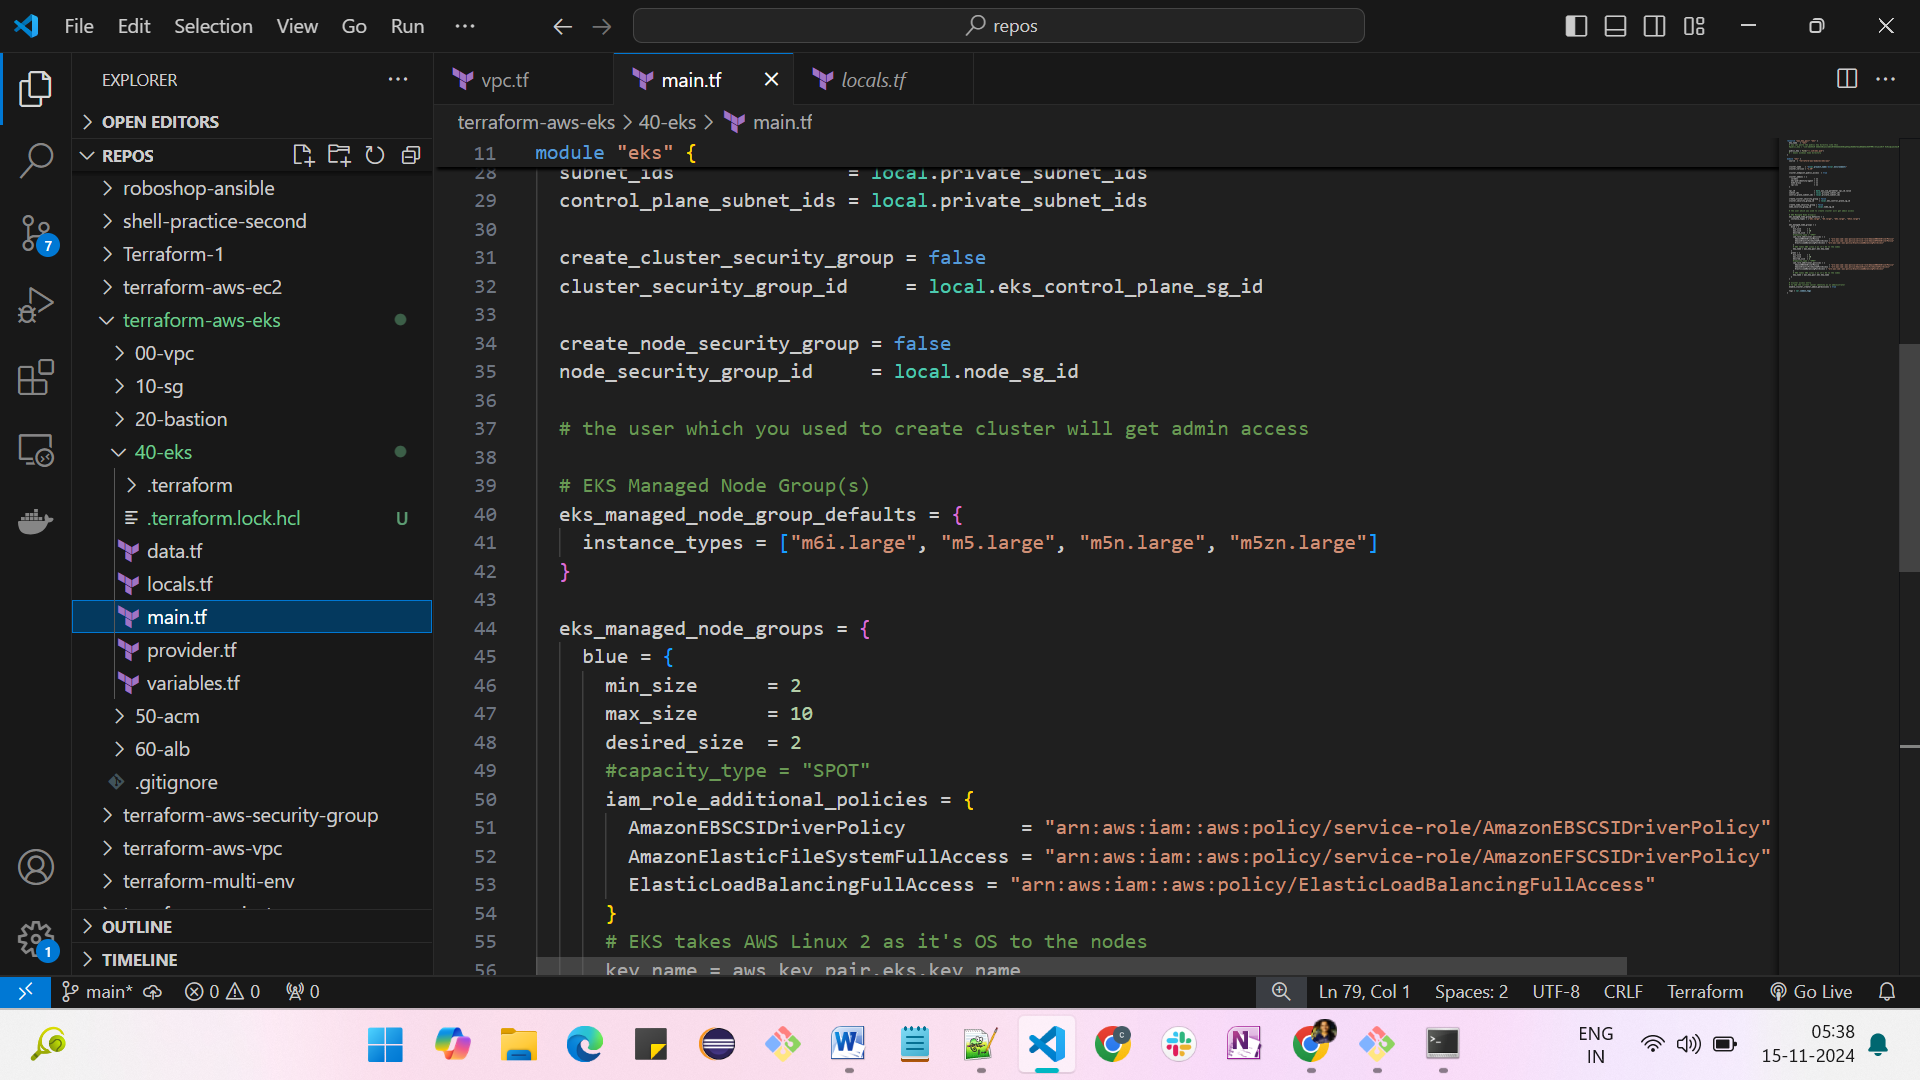 File Edit Selection View Go Run ···
repos
EXPLORER
OPEN EDITORS
REPOS
roboshop-ansible
shell-practice-second
Terraform-1
terraform-aws-ec2
terraform-aws-eks
00-vpc
10-sg
20-bastion
40-eks
.terraform
.terraform.lock.hcl U
data.tf
locals.tf
main.tf
provider.tf
variables.tf
50-acm
60-alb
.gitignore
terraform-aws-security-group
terraform-aws-vpc
terraform-multi-env
OUTLINE
TIMELINE
7
1
vpc.tf main.tf locals.tf
terraform-aws-eks > 40-eks > main.tf
11 module "eks" {
28 subnet_ids = local.private_subnet_ids
29 control_plane_subnet_ids = local.private_subnet_ids
30
31 create_cluster_security_group = false
32 cluster_security_group_id = local.eks_control_plane_sg_id
33
34 create_node_security_group = false
35 node_security_group_id = local.node_sg_id
36
37 # the user which you used to create cluster will get admin access
38
39 # EKS Managed Node Group(s)
40 eks_managed_node_group_defaults = {
41 instance_types = ["m6i.large", "m5.large", "m5n.large", "m5zn.large"]
42 }
43
44 eks_managed_node_groups = {
45 blue = {
46 min_size = 2
47 max_size = 10
48 desired_size = 2
49 #capacity_type = "SPOT"
50 iam_role_additional_policies = {
51 AmazonEBSCSIDriverPolicy = "arn:aws:iam::aws:policy/service-role/AmazonEBSCSIDriverPolicy"
52 AmazonElasticFileSystemFullAccess = "arn:aws:iam::aws:policy/service-role/AmazonEFSCSIDriverPolicy"
53 ElasticLoadBalancingFullAccess = "arn:aws:iam::aws:policy/ElasticLoadBalancingFullAccess"
54 }
55 # EKS takes AWS Linux 2 as it's OS to the nodes
56 key_name = aws_key_pair.eks.key_name
main* 0 0 0 Ln 79, Col 1 Spaces: 2 UTF-8 CRLF Terraform Go Live
ENG
IN
05:38
15-11-2024